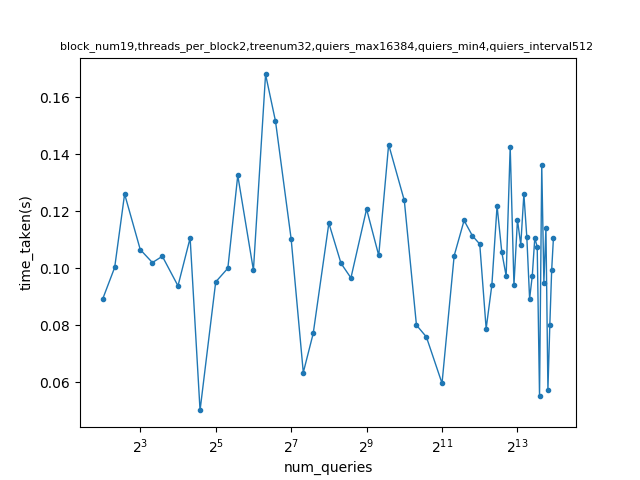 block_num19,threads_per_block2,treenum32,quiers_max16384,quiers_min4,quiers_interval512
time_taken(s)
0.16
0.14
0.12
0.10
0.08
0.06
2^3 2^5 2^7 2^9 2^11 2^13
num_queries